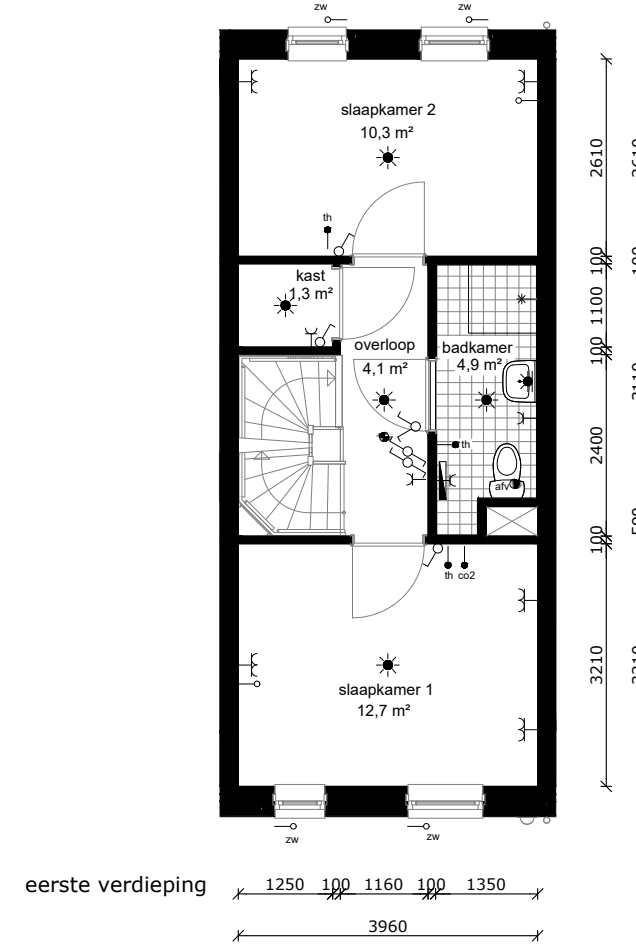 zw
zw
slaapkamer 2
10,3 m²
th
kast
1,3 m²
overloop
4,1 m²
badkamer
4,9 m²
th
afv
th co2
slaapkamer 1
12,7 m²
zw
zw
2610
100
1100
100
2400
100
3210
eerste verdieping
1250 100 1160 100 1350
3960